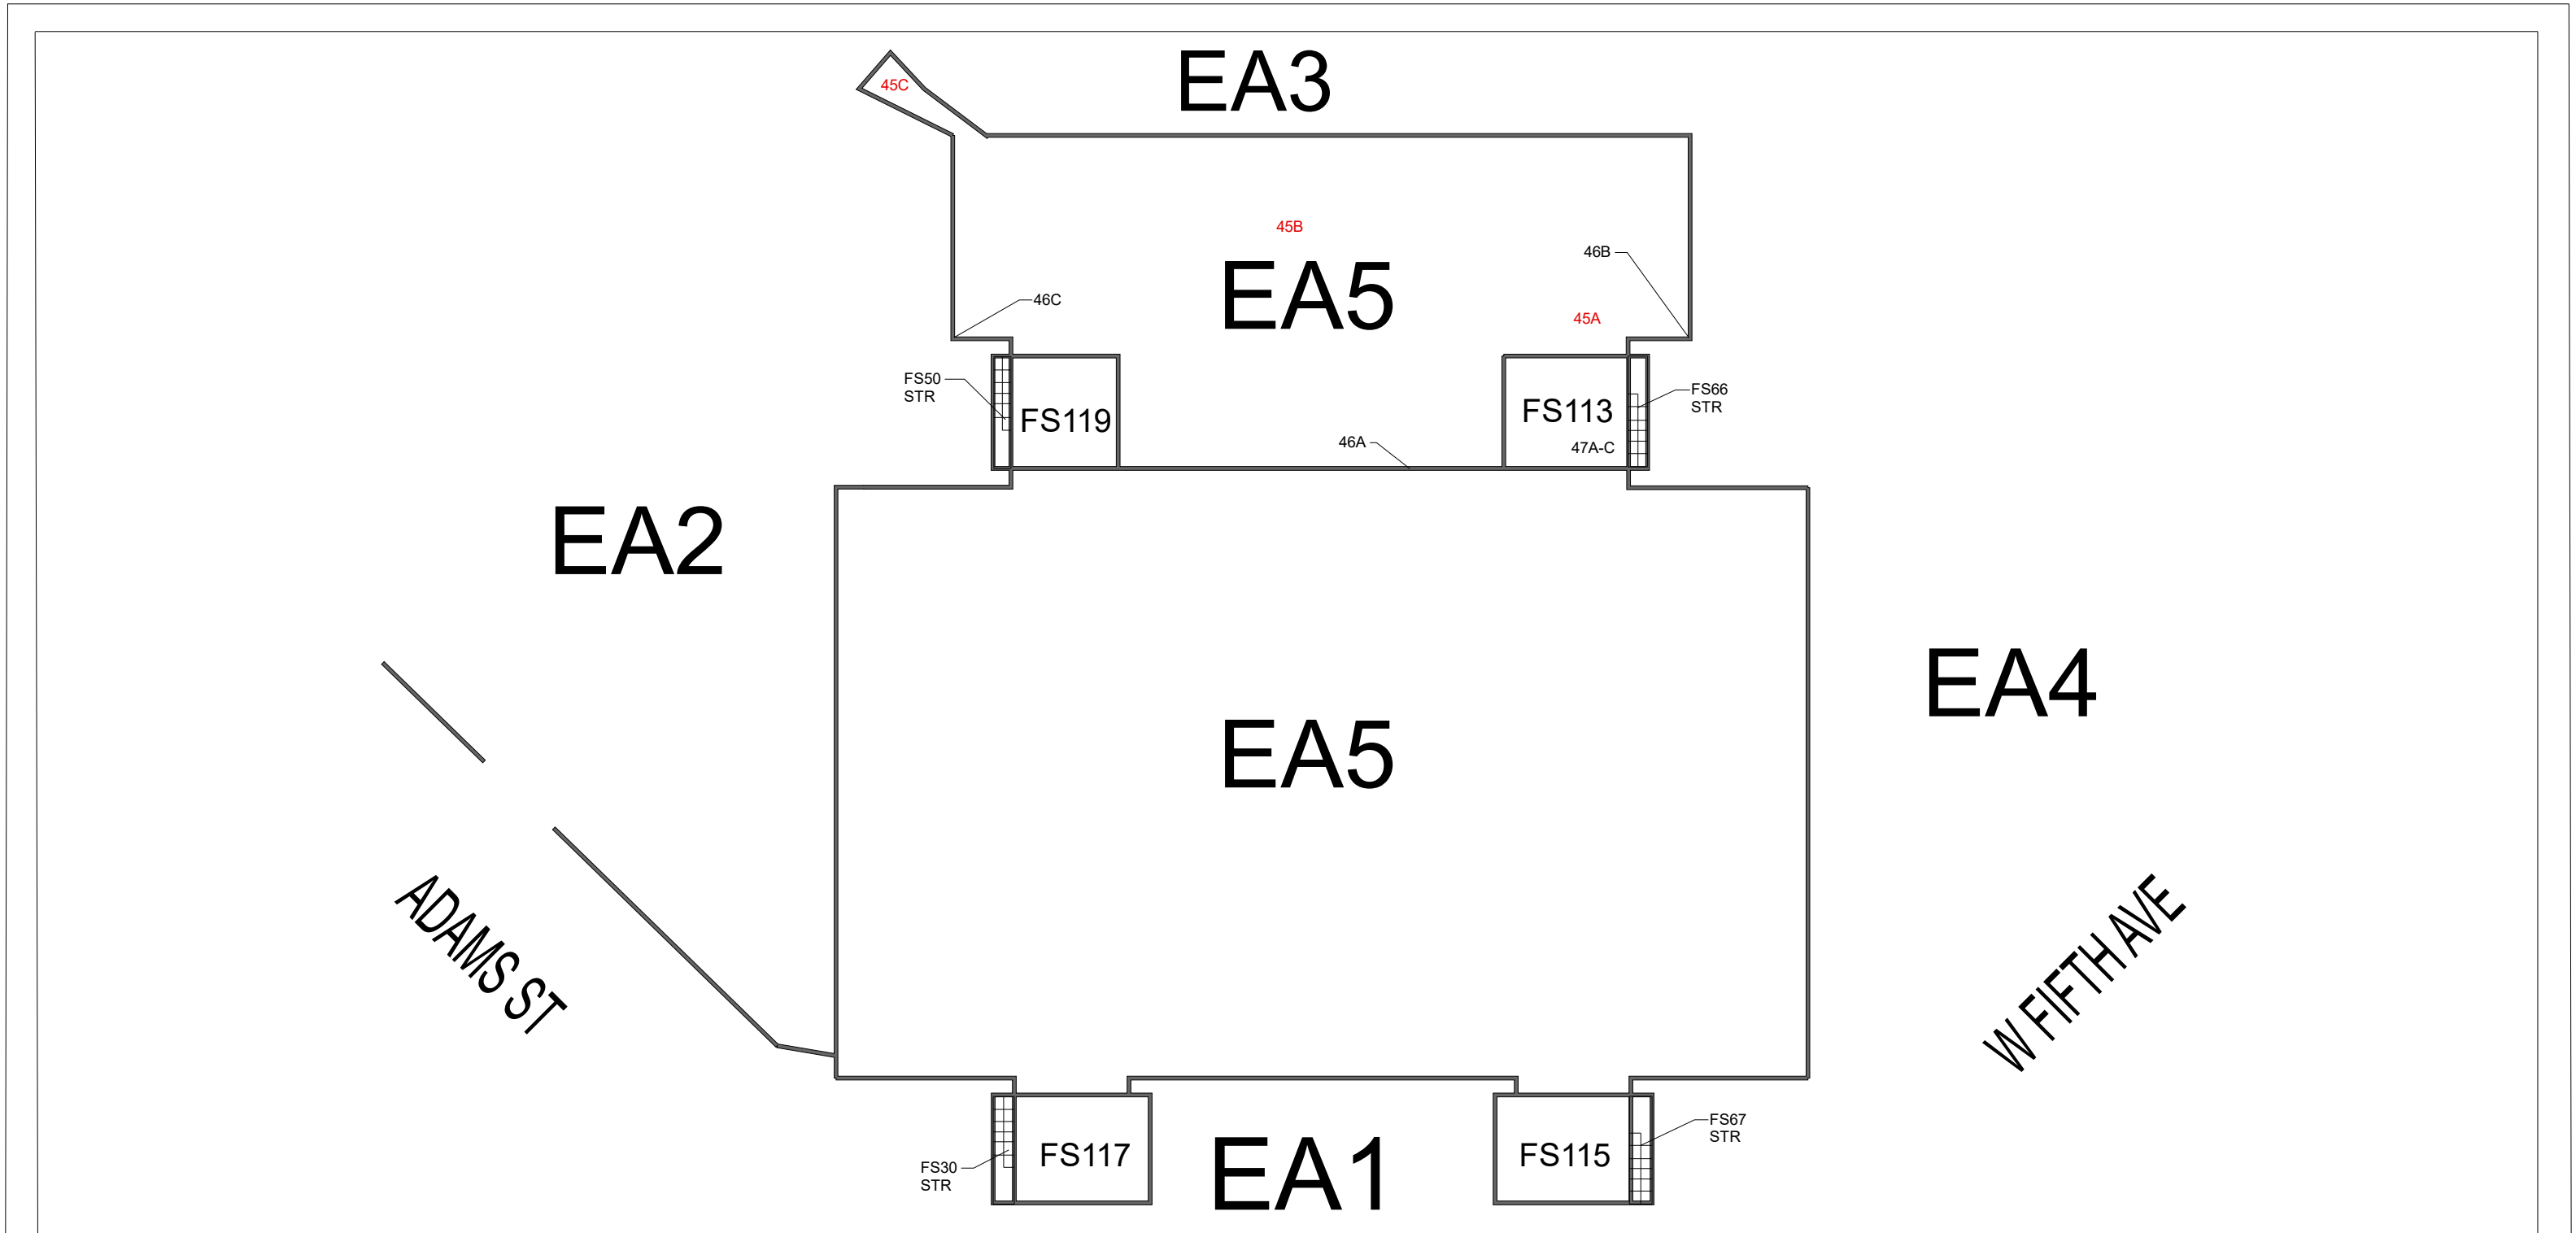 EA3
45C
45B
46B
EA5
46C
45A
FS50
STR
FS119
FS113
FS66
STR
46A
47A-C
EA2
EA4
EA5
ADAMS ST
W FIFTH AVE
FS117
FS30
STR
EA1
FS115
FS67
STR